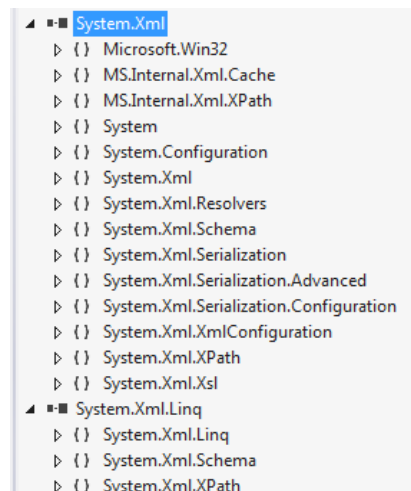 System.Xml
{ } Microsoft.Win32
{ } MS.Internal.Xml.Cache
{ } MS.Internal.Xml.XPath
{ } System
{ } System.Configuration
{ } System.Xml
{ } System.Xml.Resolvers
{ } System.Xml.Schema
{ } System.Xml.Serialization
{ } System.Xml.Serialization.Advanced
{ } System.Xml.Serialization.Configuration
{ } System.Xml.XmlConfiguration
{ } System.Xml.XPath
{ } System.Xml.Xsl
System.Xml.Linq
{ } System.Xml.Linq
{ } System.Xml.Schema
{ } System.Xml.XPath